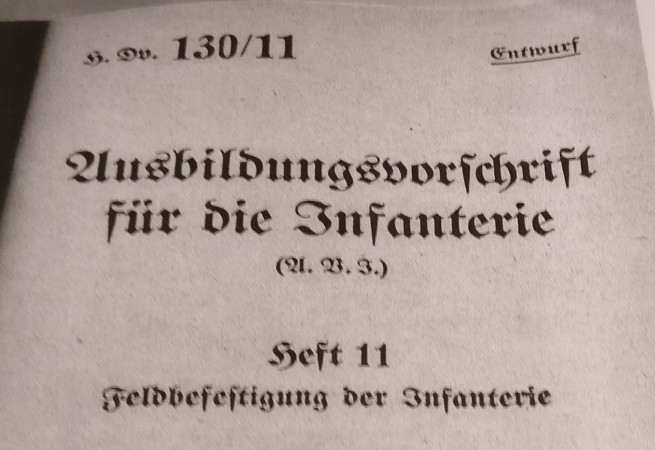 H. Dv. 130/11
Entwurf
Ausbildungsvorschrift
für die Infanterie
(A. V. I.)
Heft 11
Feldbefestigung der Infanterie